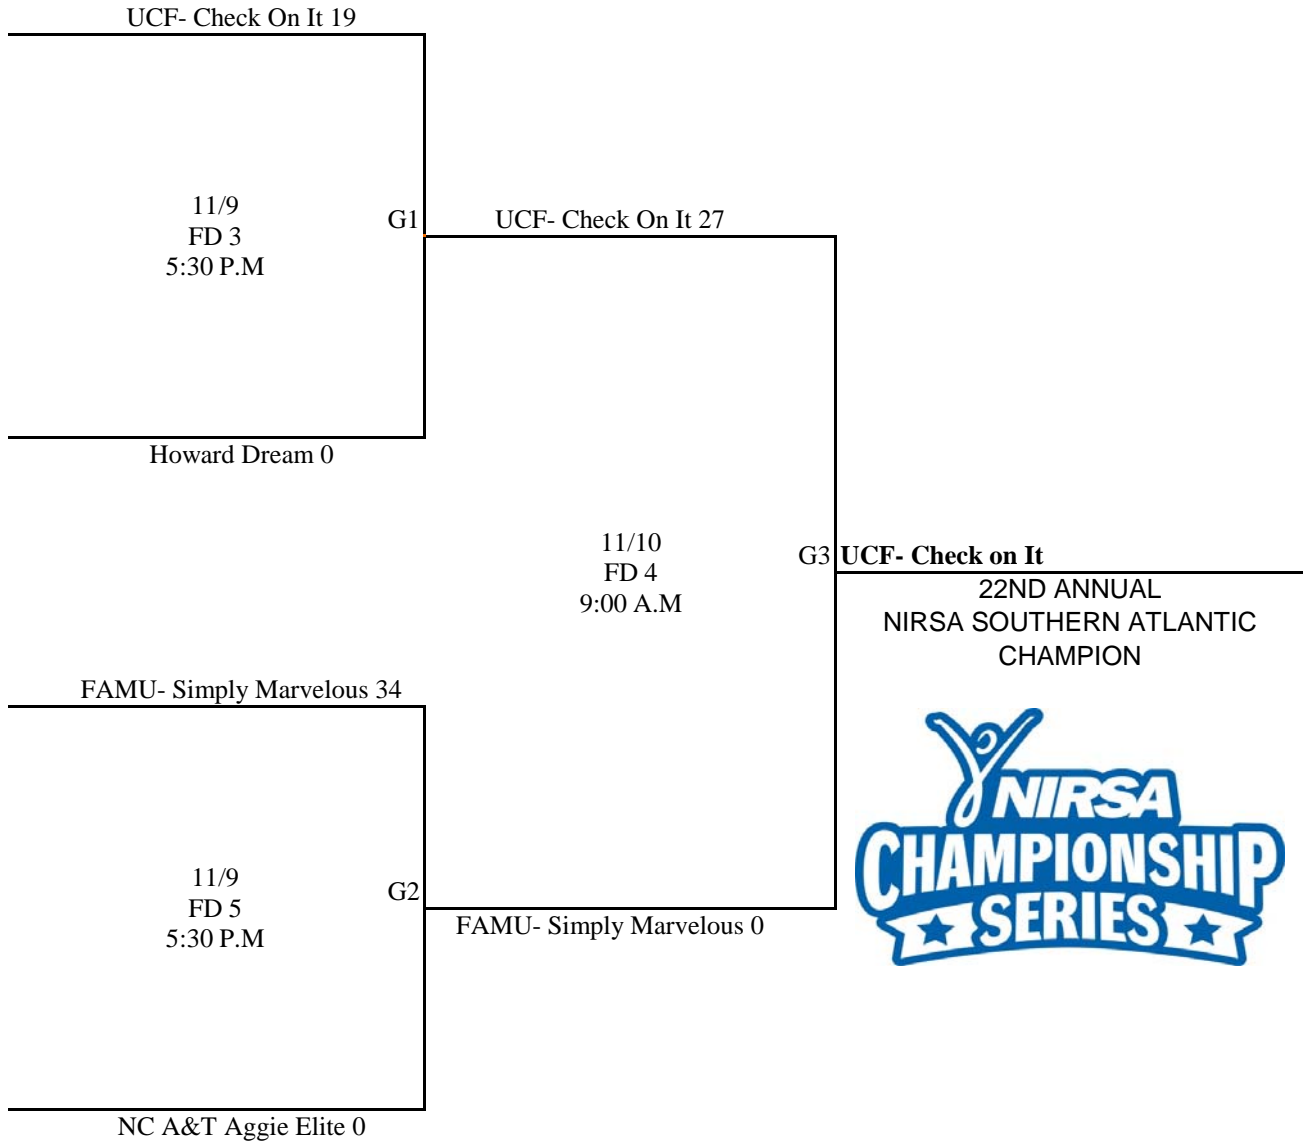 UCF- Check On It 19
11/9
FD 3
5:30 P.M
G1
UCF- Check On It 27
Howard Dream 0
11/10
FD 4
9:00 A.M
G3
UCF- Check on It
22ND ANNUAL
NIRSA SOUTHERN ATLANTIC
CHAMPION
FAMU- Simply Marvelous 34
11/9
FD 5
5:30 P.M
G2
FAMU- Simply Marvelous 0
NC A&T Aggie Elite 0
NIRSA
CHAMPIONSHIP
SERIES